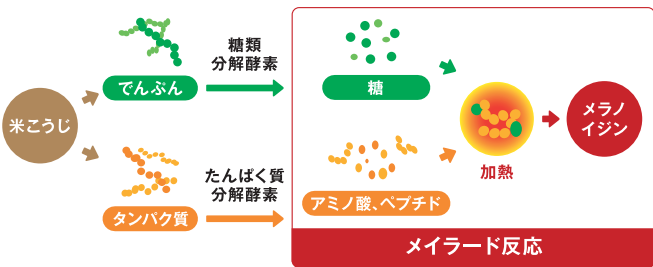 米こうじ
でんぷん
糖類
分解酵素
糖
タンパク質
たんぱく質
分解酵素
アミノ酸、ペプチド
加熱
メラノ
イジン
メイラード反応